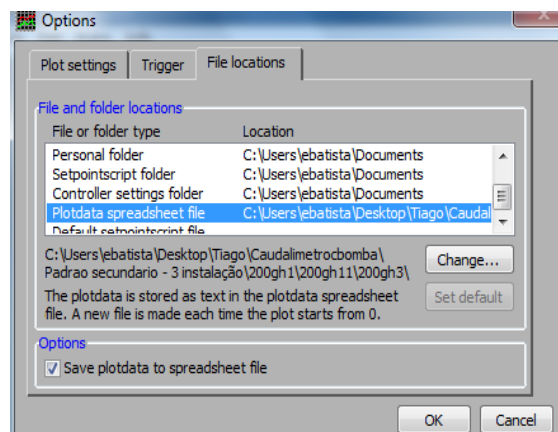 Options
Plot settings
Trigger
File locations
File and folder locations
File or folder type Location
Personal folder C:\Users\ebatista\Documents
Setpointscript folder C:\Users\ebatista\Documents
Controller settings folder C:\Users\ebatista\Documents
Plotdata spreadsheet file C:\Users\ebatista\Desktop\Tiago\Caudal
Default setpointscript file
C:\Users\ebatista\Desktop\Tiago\Caudalimetrocbomba\
Padrao secundario - 3 instalação\200gh1\200gh11\200gh3\
Change...
The plotdata is stored as text in the plotdata spreadsheet
file. A new file is made each time the plot starts from 0.
Set default
Options
Save plotdata to spreadsheet file
OK
Cancel